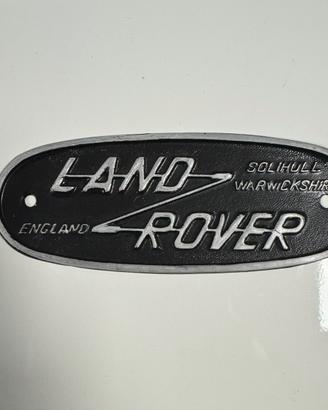 LAND
SOLIHULL
WARWICKSHIR
ENGLAND
ROVER